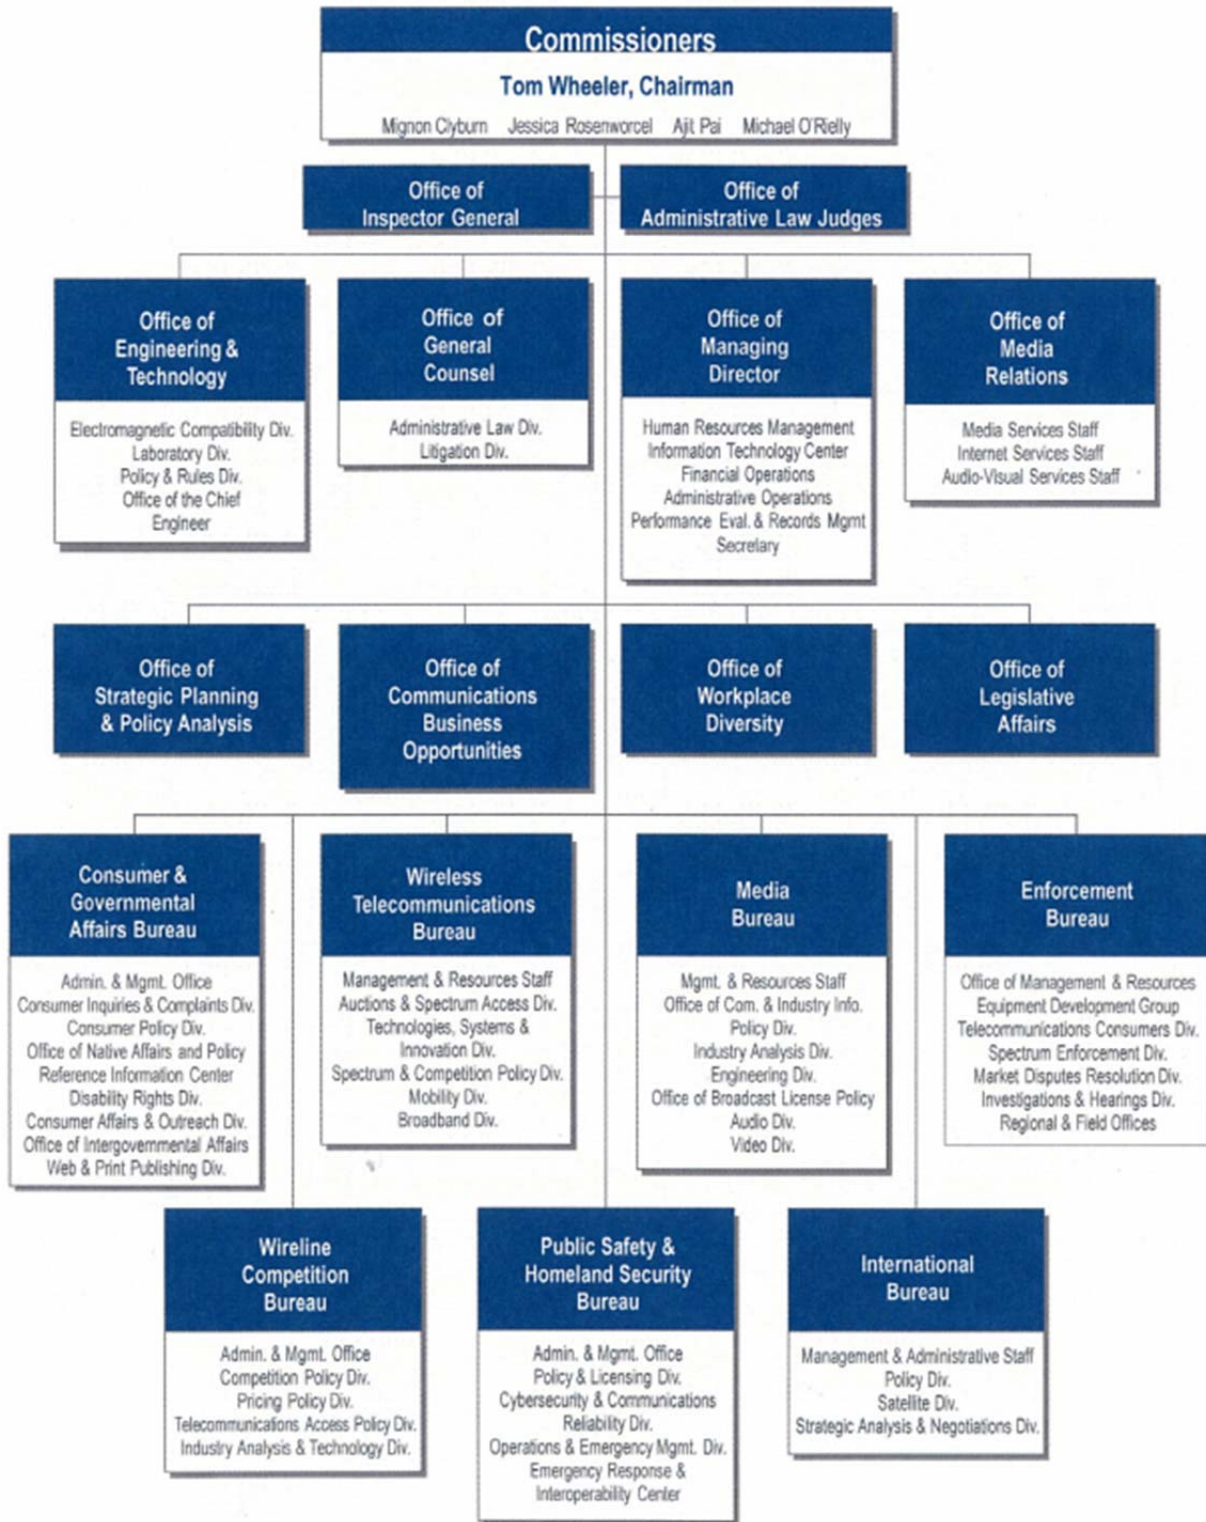 Commissioners
Tom Wheeler, Chairman
Mignon Clyburn Jessica Rosenworcel Ajit Pai Michael O'Rielly
Office of
Inspector General
Office of
Administrative Law Judges
Office of
Engineering &
Technology
Electromagnetic Compatibility Div.
Laboratory Div.
Policy & Rules Div.
Office of the Chief
Engineer
Office of
General
Counsel
Administrative Law Div.
Litigation Div.
Office of
Managing
Director
Human Resources Management
Information Technology Center
Financial Operations
Administrative Operations
Performance Eval. & Records Mgmt
Secretary
Office of
Media
Relations
Media Services Staff
Internet Services Staff
Audio-Visual Services Staff
Office of
Strategic Planning
& Policy Analysis
Office of
Communications
Business
Opportunities
Office of
Workplace
Diversity
Office of
Legislative
Affairs
Consumer &
Governmental
Affairs Bureau
Admin. & Mgmt. Office
Consumer Inquiries & Complaints Div.
Consumer Policy Div.
Office of Native Affairs and Policy
Reference Information Center
Disability Rights Div.
Consumer Affairs & Outreach Div.
Office of Intergovernmental Affairs
Web & Print Publishing Div.
Wireless
Telecommunications
Bureau
Management & Resources Staff
Auctions & Spectrum Access Div.
Technologies, Systems &
Innovation Div.
Spectrum & Competition Policy Div.
Mobility Div.
Broadband Div.
Media
Bureau
Mgmt. & Resources Staff
Office of Com. & Industry Info.
Policy Div.
Industry Analysis Div.
Engineering Div.
Office of Broadcast License Policy
Audio Div.
Video Div.
Enforcement
Bureau
Office of Management & Resources
Equipment Development Group
Telecommunications Consumers Div.
Spectrum Enforcement Div.
Market Disputes Resolution Div.
Investigations & Hearings Div.
Regional & Field Offices
Wireline
Competition
Bureau
Admin. & Mgmt. Office
Competition Policy Div.
Pricing Policy Div.
Telecommunications Access Policy Div.
Industry Analysis & Technology Div.
Public Safety &
Homeland Security
Bureau
Admin. & Mgmt. Office
Policy & Licensing Div.
Cybersecurity & Communications
Reliability Div.
Operations & Emergency Mgmt. Div.
Emergency Response &
Interoperability Center
International
Bureau
Management & Administrative Staff
Policy Div.
Satellite Div.
Strategic Analysis & Negotiations Div.